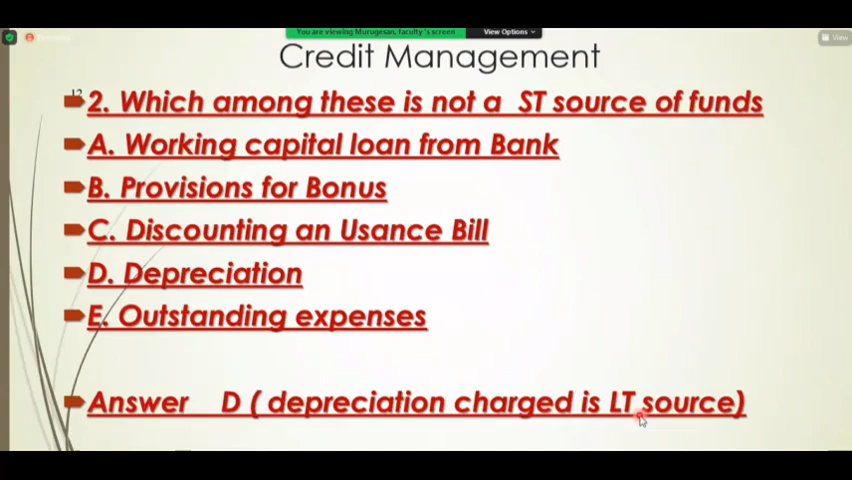 You are viewing Murugesan, faculty's screen
View Options
View
Credit Management
12
2. Which among these is not a ST source of funds
A. Working capital loan from Bank
B. Provisions for Bonus
C. Discounting an Usance Bill
D. Depreciation
E. Outstanding expenses
Answer D ( depreciation charged is LT source)